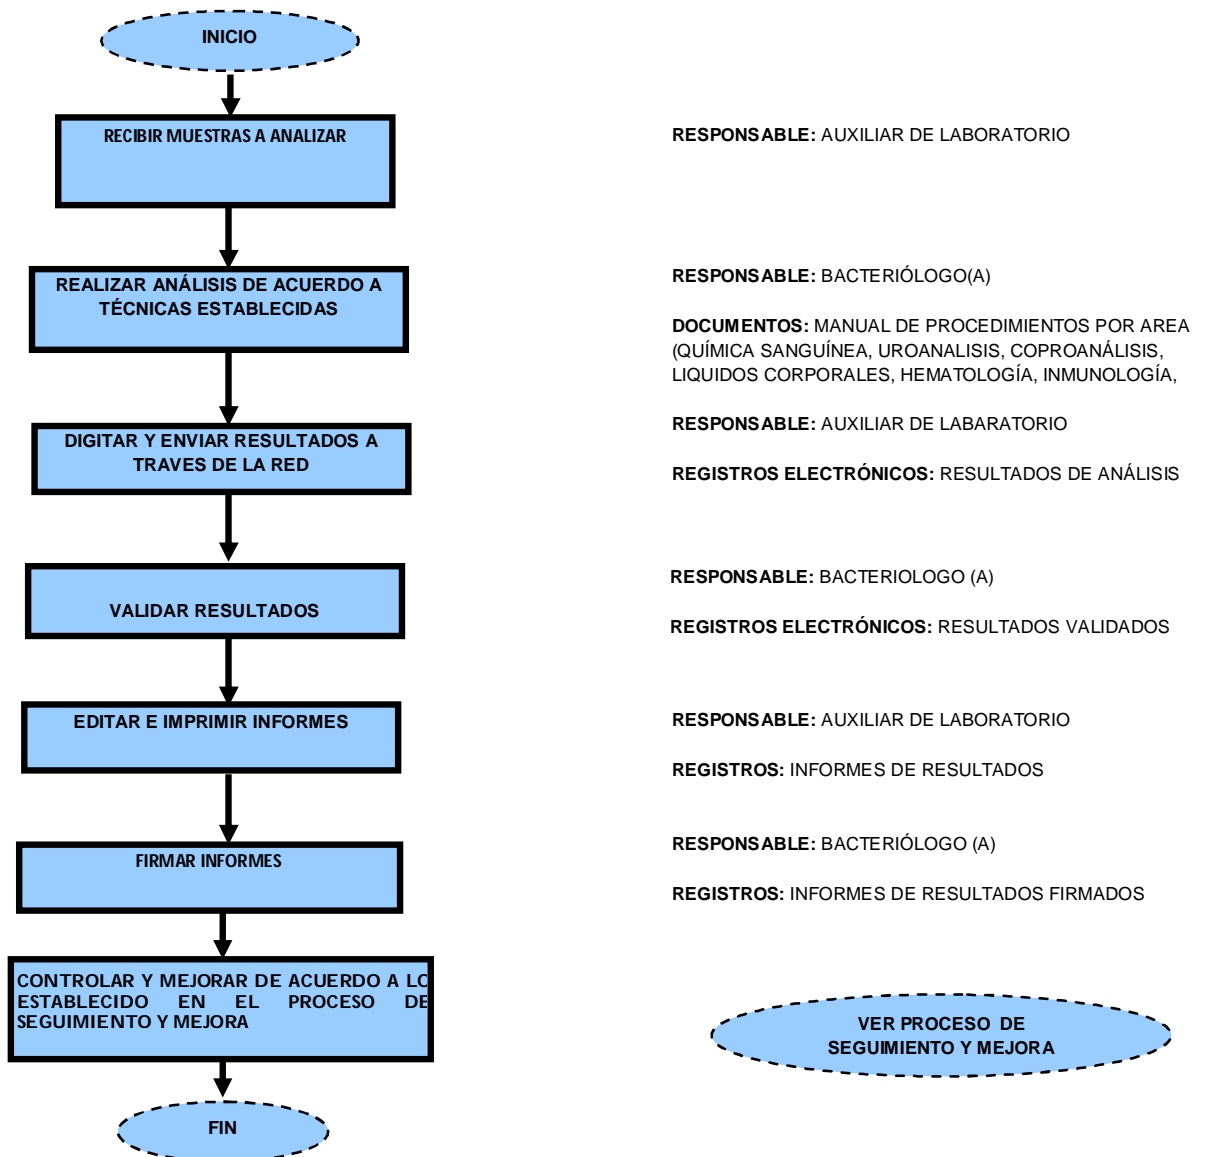 INICIO
RECIBIR MUESTRAS A ANALIZAR
RESPONSABLE: AUXILIAR DE LABORATORIO
REALIZAR ANÁLISIS DE ACUERDO A
TÉCNICAS ESTABLECIDAS
RESPONSABLE: BACTERIÓLOGO(A)
DOCUMENTOS: MANUAL DE PROCEDIMIENTOS POR AREA
(QUÍMICA SANGUÍNEA, UROANALISIS, COPROANÁLISIS,
LIQUIDOS CORPORALES, HEMATOLOGÍA, INMUNOLOGÍA,
DIGITAR Y ENVIAR RESULTADOS A
TRAVES DE LA RED
RESPONSABLE: AUXILIAR DE LABARATORIO
REGISTROS ELECTRÓNICOS: RESULTADOS DE ANÁLISIS
VALIDAR RESULTADOS
RESPONSABLE: BACTERIOLOGO (A)
REGISTROS ELECTRÓNICOS: RESULTADOS VALIDADOS
EDITAR E IMPRIMIR INFORMES
RESPONSABLE: AUXILIAR DE LABORATORIO
REGISTROS: INFORMES DE RESULTADOS
FIRMAR INFORMES
RESPONSABLE: BACTERIÓLOGO (A)
REGISTROS: INFORMES DE RESULTADOS FIRMADOS
CONTROLAR Y MEJORAR DE ACUERDO A LO
ESTABLECIDO EN EL PROCESO DE
SEGUIMIENTO Y MEJORA
VER PROCESO DE
SEGUIMIENTO Y MEJORA
FIN